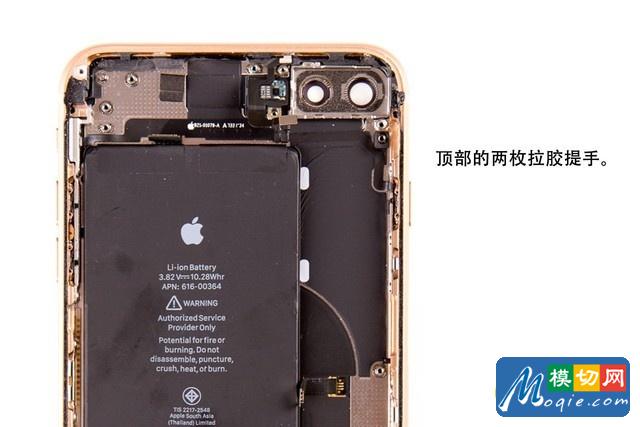 825-00978-A
顶部的两枚拉胶提手。
Li-ion Battery
3.82 V⎓10.28Whr
APN: 616-00364
WARNING
Authorized Service
Provider Only
Potential for fire or
burning. Do not
disassemble, puncture,
crush, heat, or burn.
TIS 2217-2548
Apple South Asia
(Thailand) Limited
模切网
Moqie.com